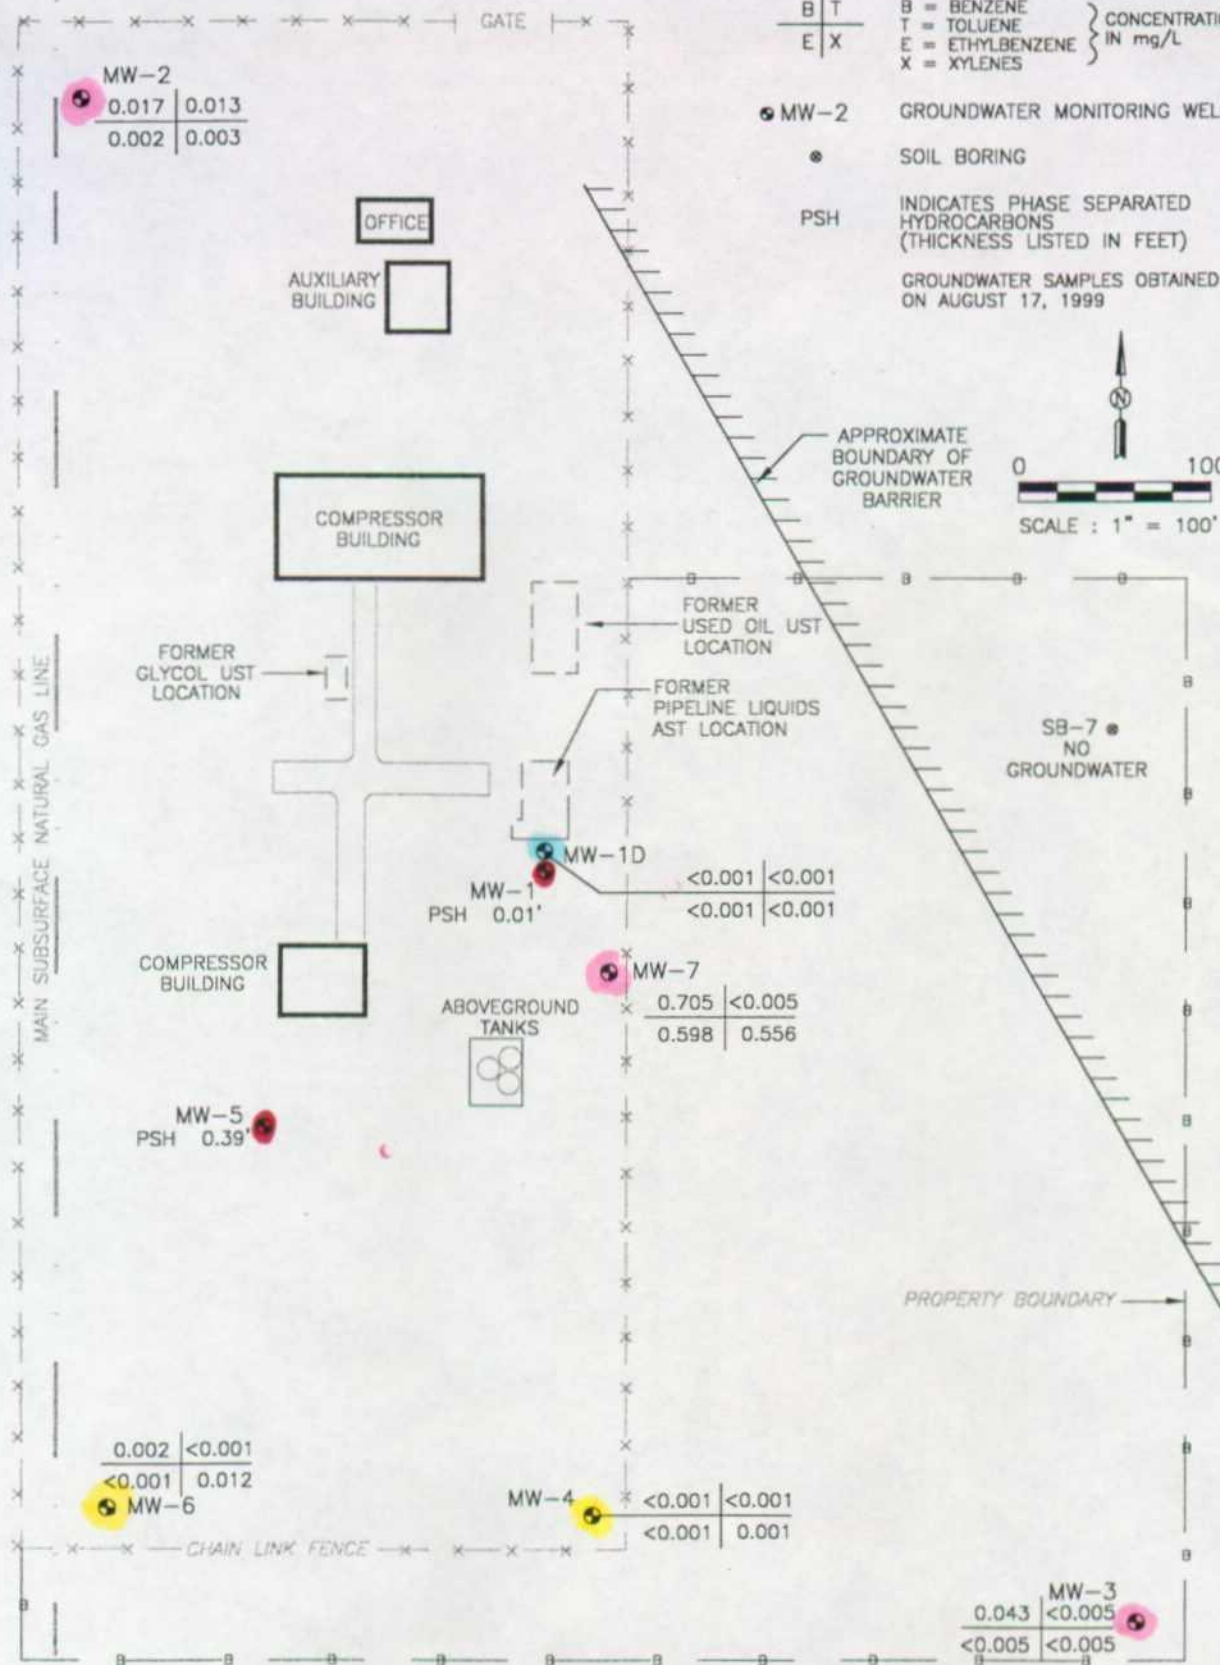 GATE
B | T
E | X
B = BENZENE
T = TOLUENE
E = ETHYLBENZENE
X = XYLENES
IN mg/L
MW-2
0.017 | 0.013
0.002 | 0.003
MW-2 GROUNDWATER MONITORING
SOIL BORING
PSH
INDICATES PHASE SEPARATED
HYDROCARBONS
(THICKNESS LISTED IN FEET)
GROUNDWATER SAMPLES OBTAINED
ON AUGUST 17, 1999
OFFICE
AUXILIARY
BUILDING
N
0 100
SCALE : 1" = 100'
APPROXIMATE
BOUNDARY OF
GROUNDWATER
BARRIER
COMPRESSOR
BUILDING
FORMER
USED OIL UST
LOCATION
FORMER
GLYCOL UST
LOCATION
FORMER
PIPELINE LIQUIDS
AST LOCATION
MAIN SUBSURFACE NATURAL GAS LINE
SB-7
NO
GROUNDWATER
MW-1D
<0.001 | <0.001
<0.001 | <0.001
MW-1
PSH 0.01'
COMPRESSOR
BUILDING
MW-7
0.705 | <0.005
0.598 | 0.556
ABOVEGROUND
TANKS
MW-5
PSH 0.39'
PROPERTY BOUNDARY
0.002 | <0.001
<0.001 | 0.012
MW-6
MW-4
<0.001 | <0.001
<0.001 | 0.001
CHAIN LINK FENCE
MW-3
0.043 | <0.005
<0.005 | <0.005